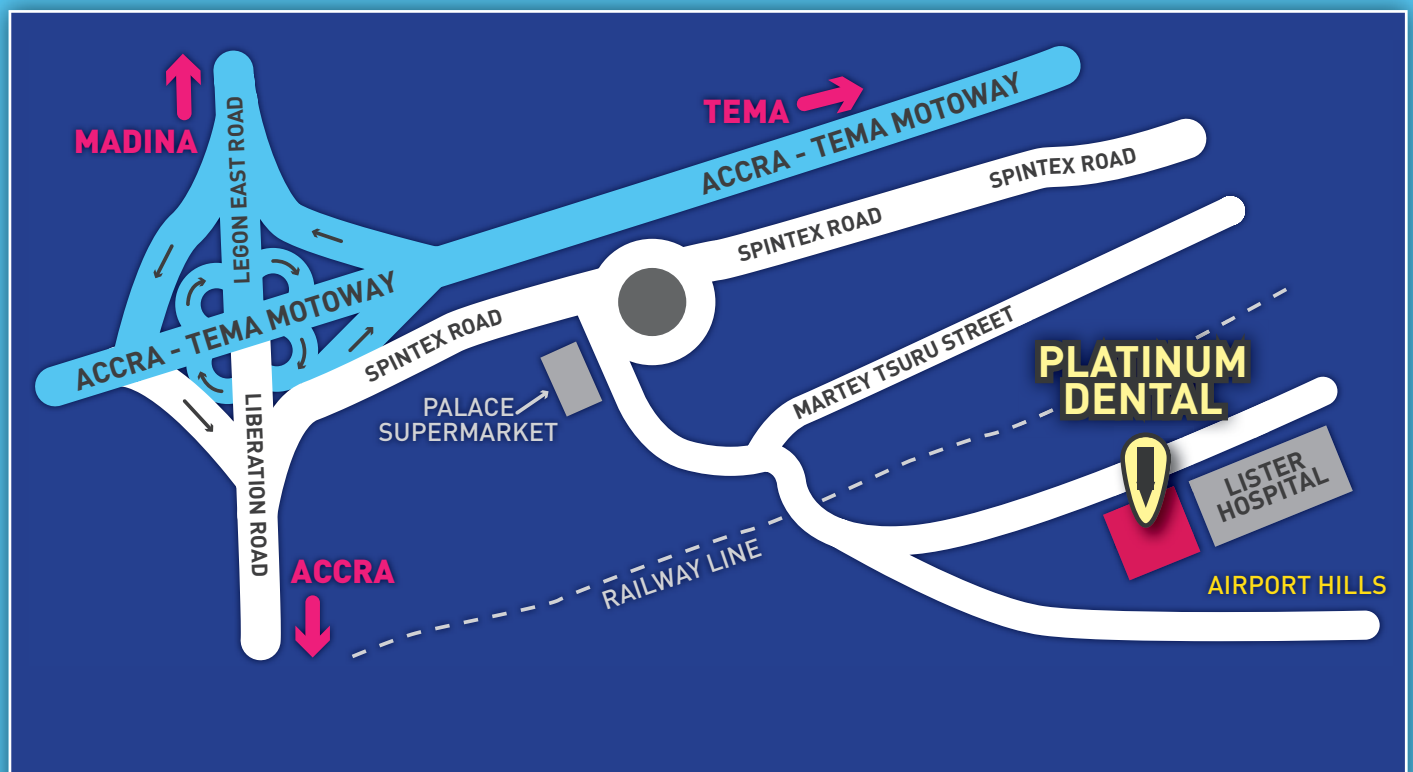 MADINA
LEGON EAST ROAD
TEMA
ACCRA - TEMA MOTOWAY
SPINTEX ROAD
SPINTEX ROAD
ACCRA - TEMA MOTOWAY
SPINTEX ROAD
MARTEY TSURU STREET
PALACE
SUPERMARKET
PLATINUM
DENTAL
LIBERATION ROAD
LISTER
HOSPITAL
ACCRA
RAILWAY LINE
AIRPORT HILLS